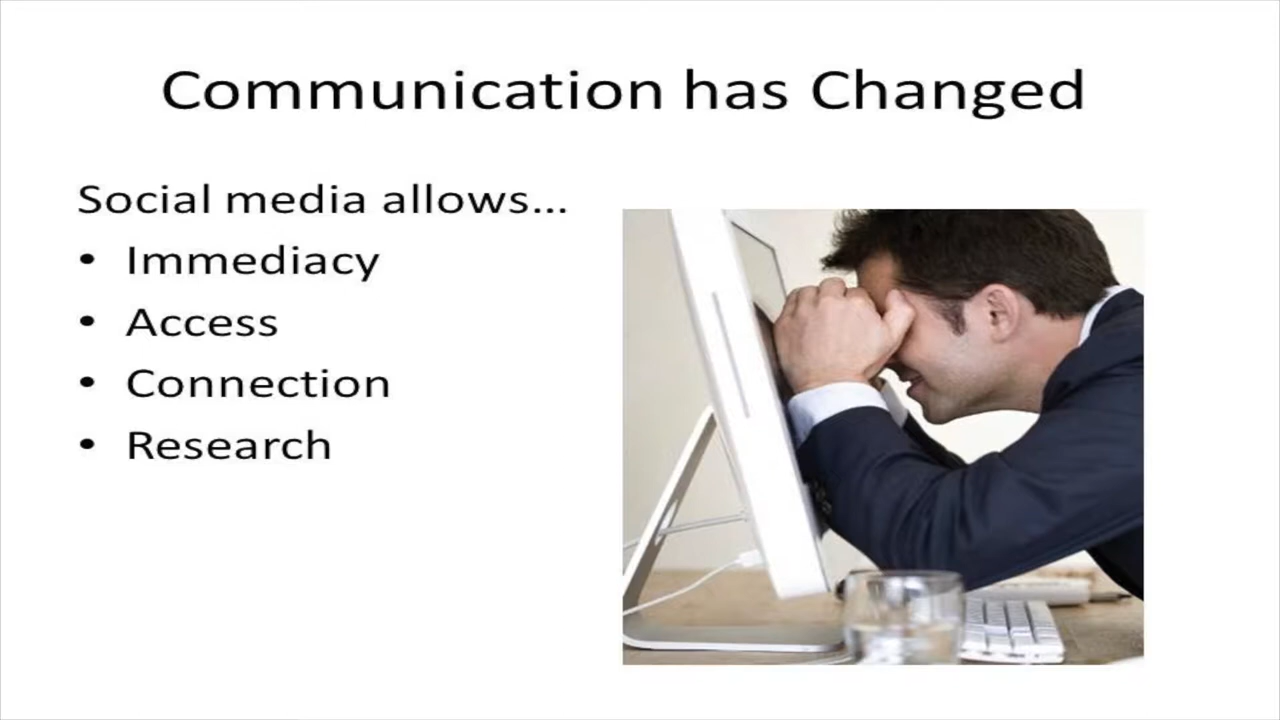 Communication has Changed
Social media allows...
• Immediacy
• Access
• Connection
• Research